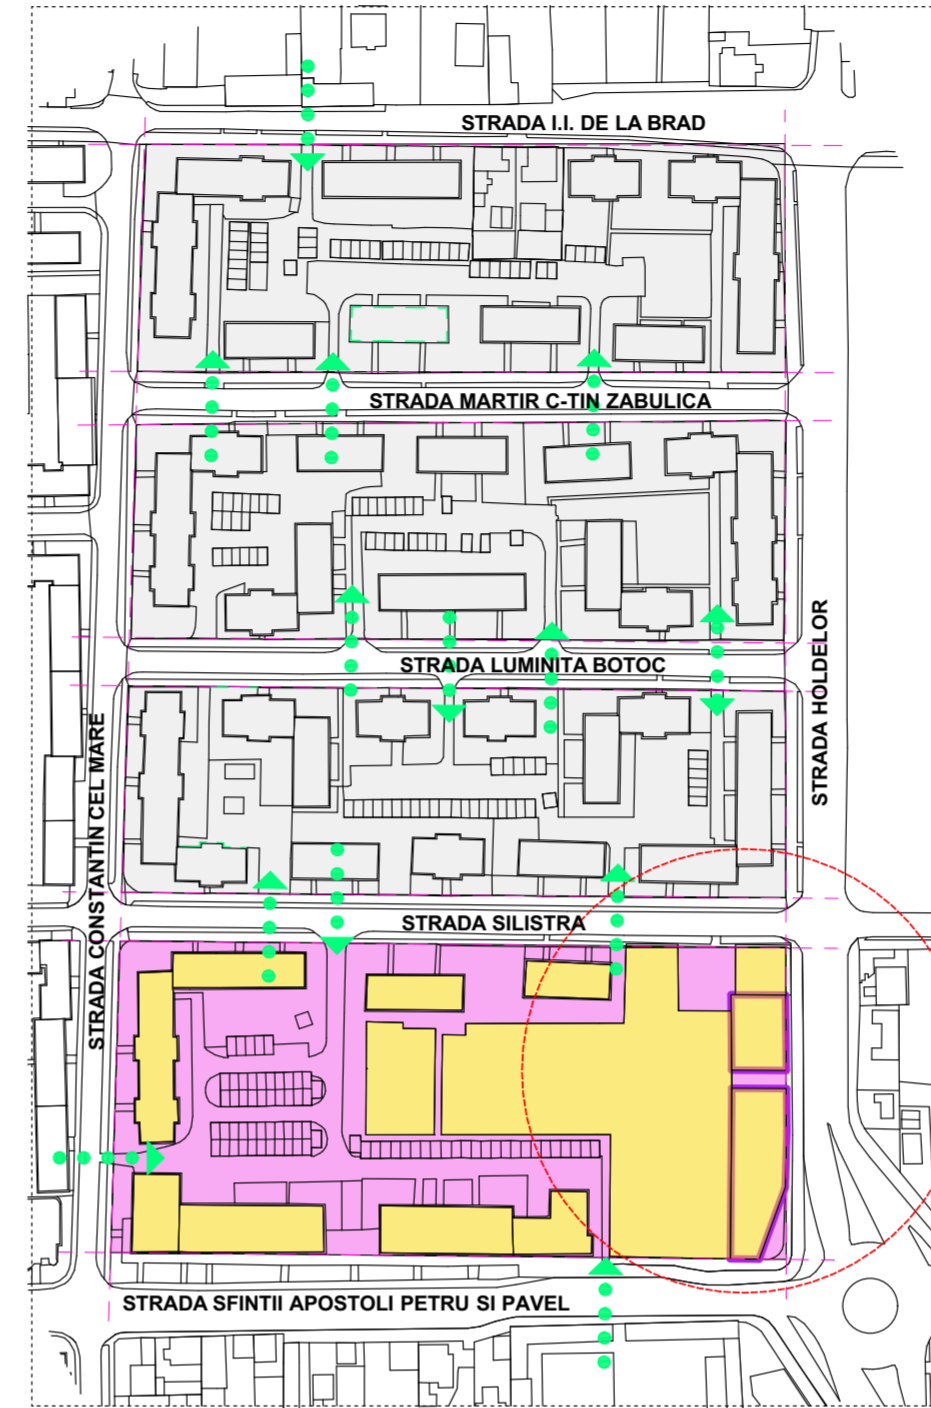 STRADA I.I. DE LA BRAD
STRADA MARTIR C-TIN ZABULICA
STRADA LUMINITA BOTOC
STRADA HOLDELOR
STRADA CONSTANTIN CEL MARE
STRADA SILISTRA
STRADA SFINTII APOSTOLI PETRU SI PAVEL